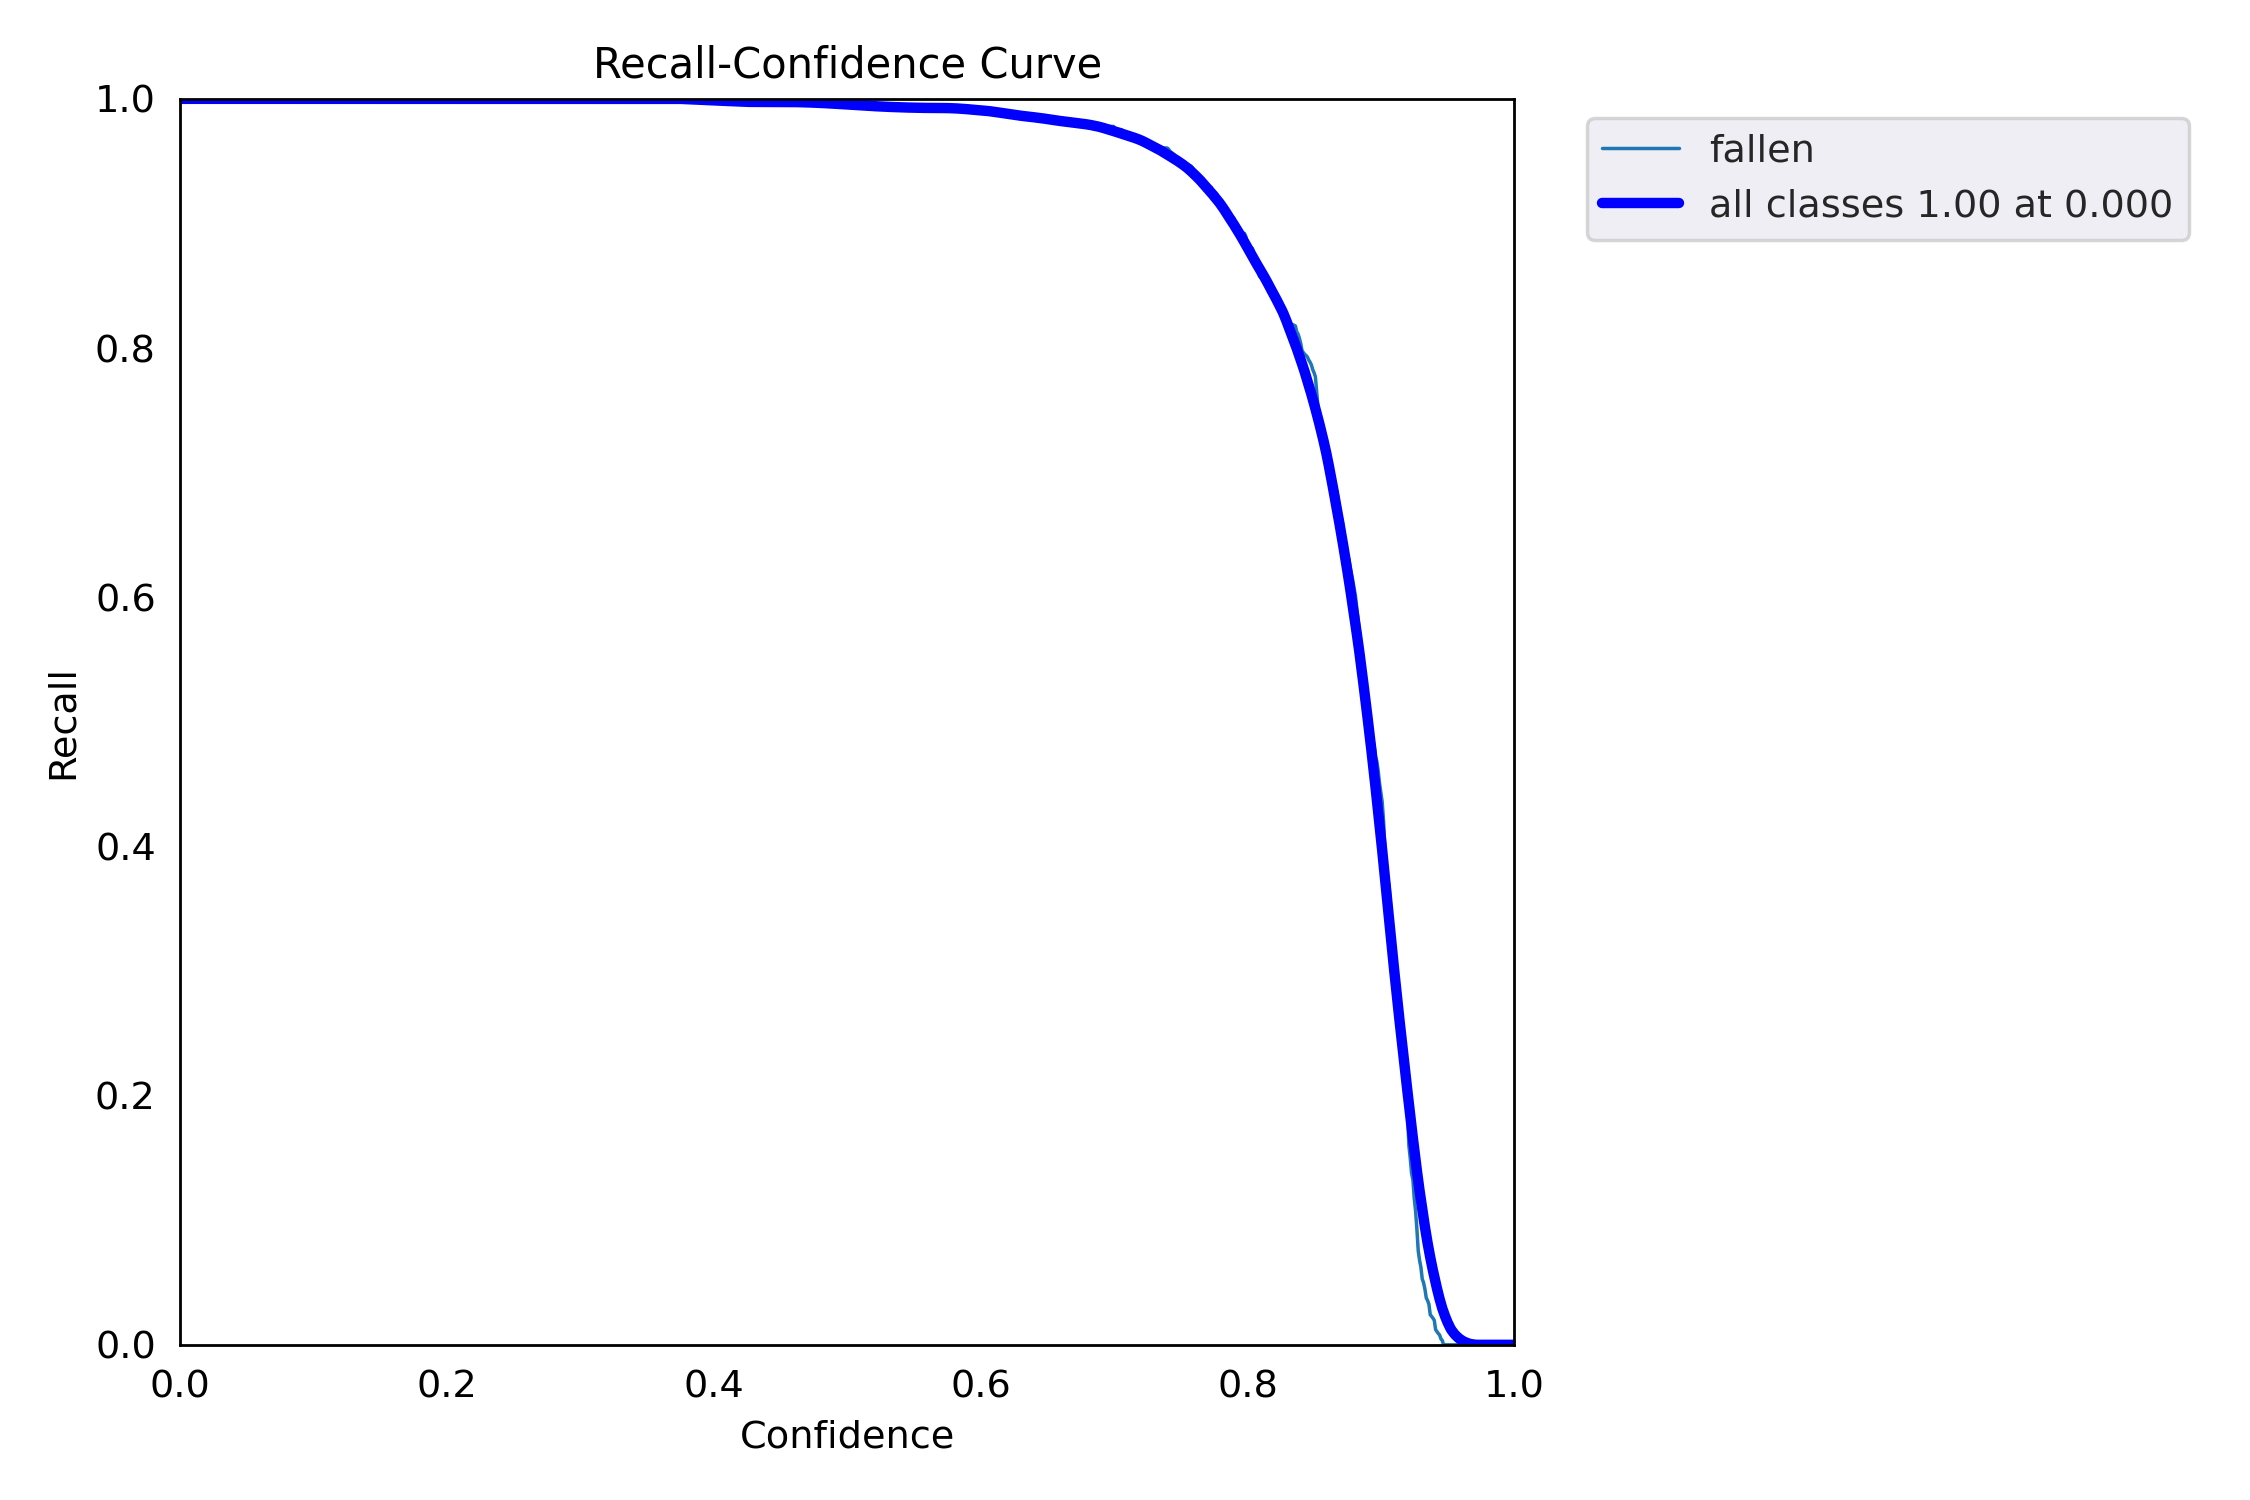 Recall-Confidence Curve
1.0
0.8
0.6
0.4
0.2
0.0
Recall
0.0 0.2 0.4 0.6 0.8 1.0
Confidence
fallen
all classes 1.00 at 0.000